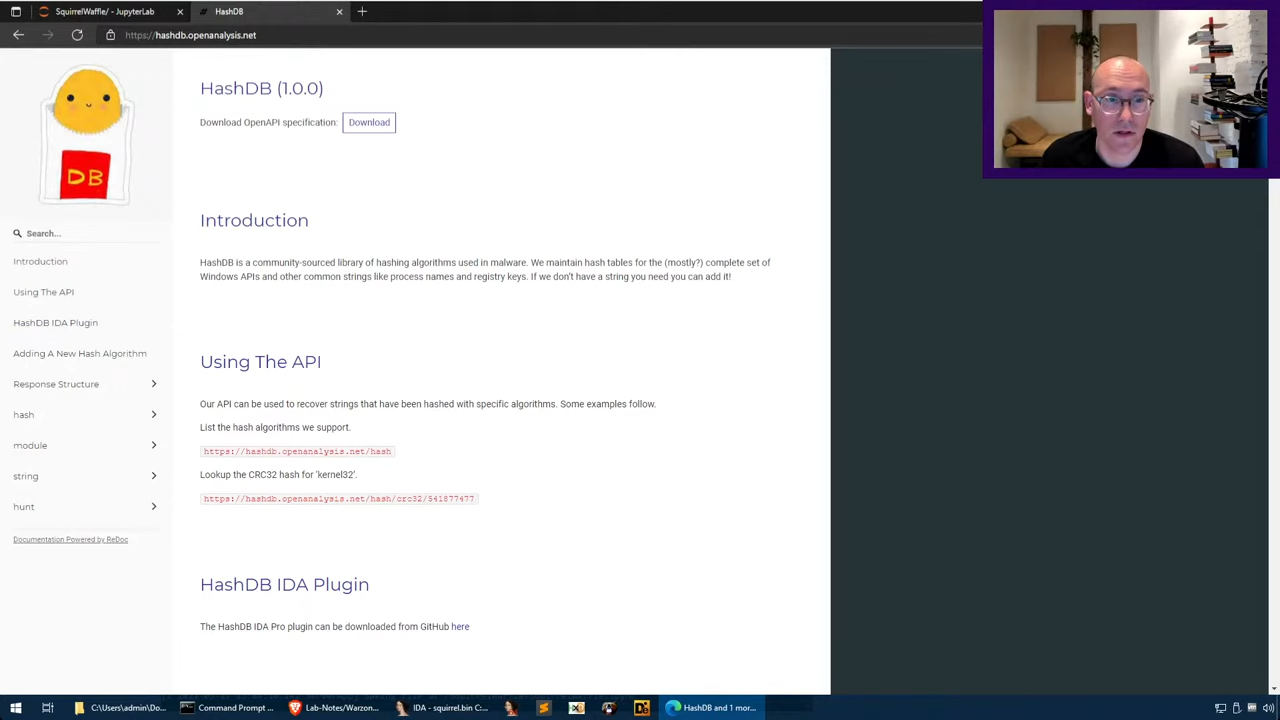 SquirrelWaffle/ - JupyterLab
HashDB
https://hashdb.openanalysis.net
DB
Search...
Introduction
Using The API
HashDB IDA Plugin
Adding A New Hash Algorithm
Response Structure
hash
module
string
hunt
Documentation Powered by ReDoc
HashDB (1.0.0)
Download OpenAPI specification: Download
Introduction
HashDB is a community-sourced library of hashing algorithms used in malware. We maintain hash tables for the (mostly?) complete set of
Windows APIs and other common strings like process names and registry keys. If we don't have a string you need you can add it!
Using The API
Our API can be used to recover strings that have been hashed with specific algorithms. Some examples follow.
List the hash algorithms we support.
https://hashdb.openanalysis.net/hash
Lookup the CRC32 hash for 'kernel32'.
https://hashdb.openanalysis.net/hash/crc32/541877477
HashDB IDA Plugin
The HashDB IDA Pro plugin can be downloaded from GitHub here
C:\Users\admin\Do...
Command Prompt ...
Lab-Notes/Warzon...
IDA - squirrel.bin C:...
HashDB and 1 mor...